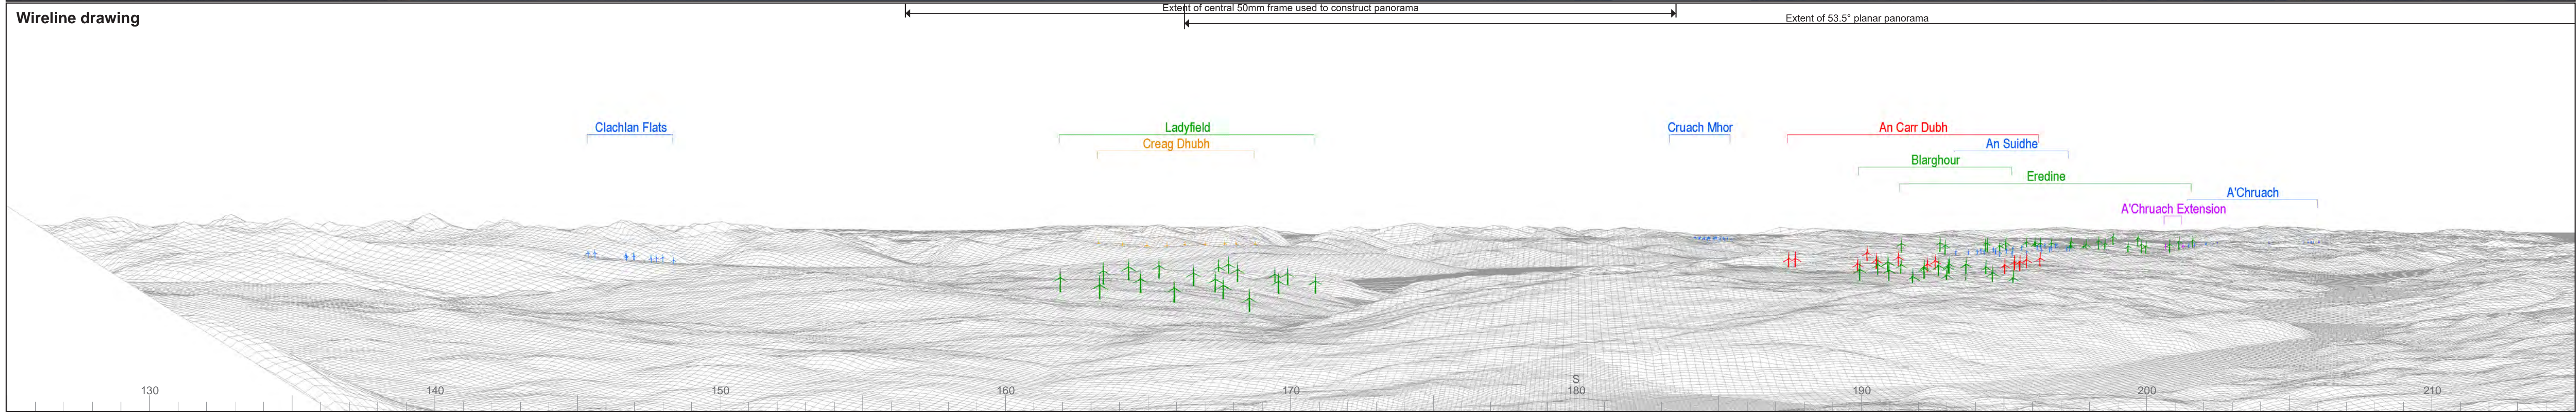 Wireline drawing
Extent of central 50mm frame used to construct panorama
Extent of 53.5° planar panorama
Clachlan Flats
Ladyfield
Creag Dhubh
Cruach Mhor
An Carr Dubh
An Suidhe
Blarghour
Eredine
A'Chruach
A'Chruach Extension
S
130 140 150 160 170 180 190 200 210